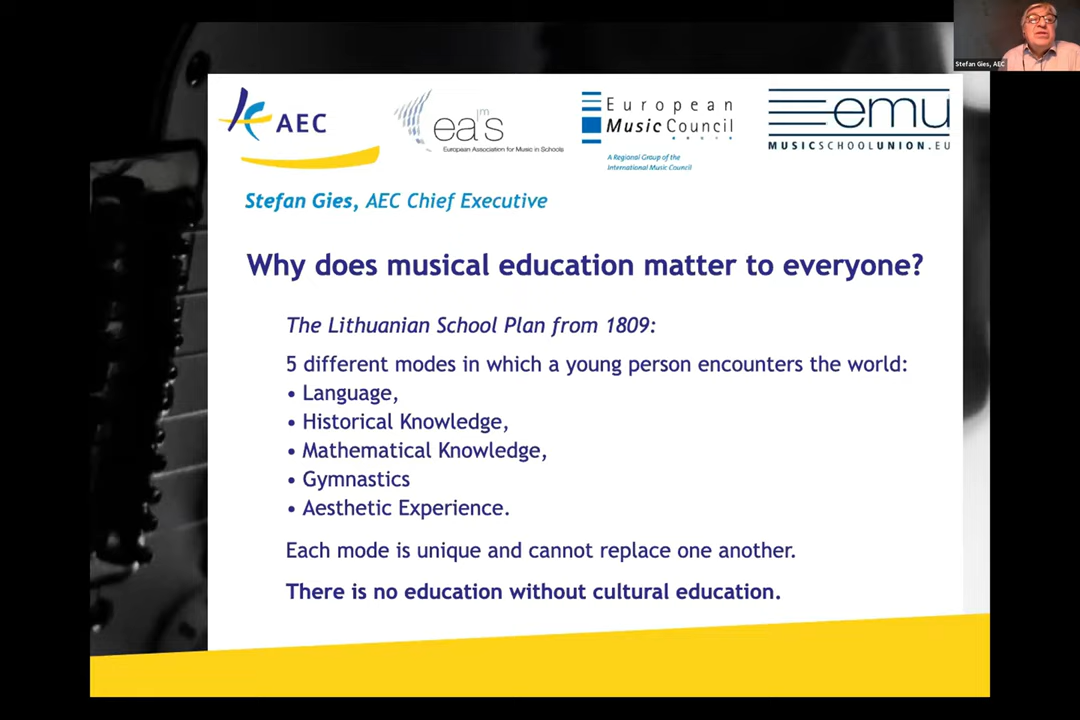 Stefan Gies, AEC
AEC
eas
lm
European Association for Music in Schools
European
Music Council
A Regional Group of the
International Music Council
emu
MUSICSCHOOLUNION.EU
Stefan Gies, AEC Chief Executive
Why does musical education matter to everyone?
The Lithuanian School Plan from 1809:
5 different modes in which a young person encounters the world:
• Language,
• Historical Knowledge,
• Mathematical Knowledge,
• Gymnastics
• Aesthetic Experience.
Each mode is unique and cannot replace one another.
There is no education without cultural education.